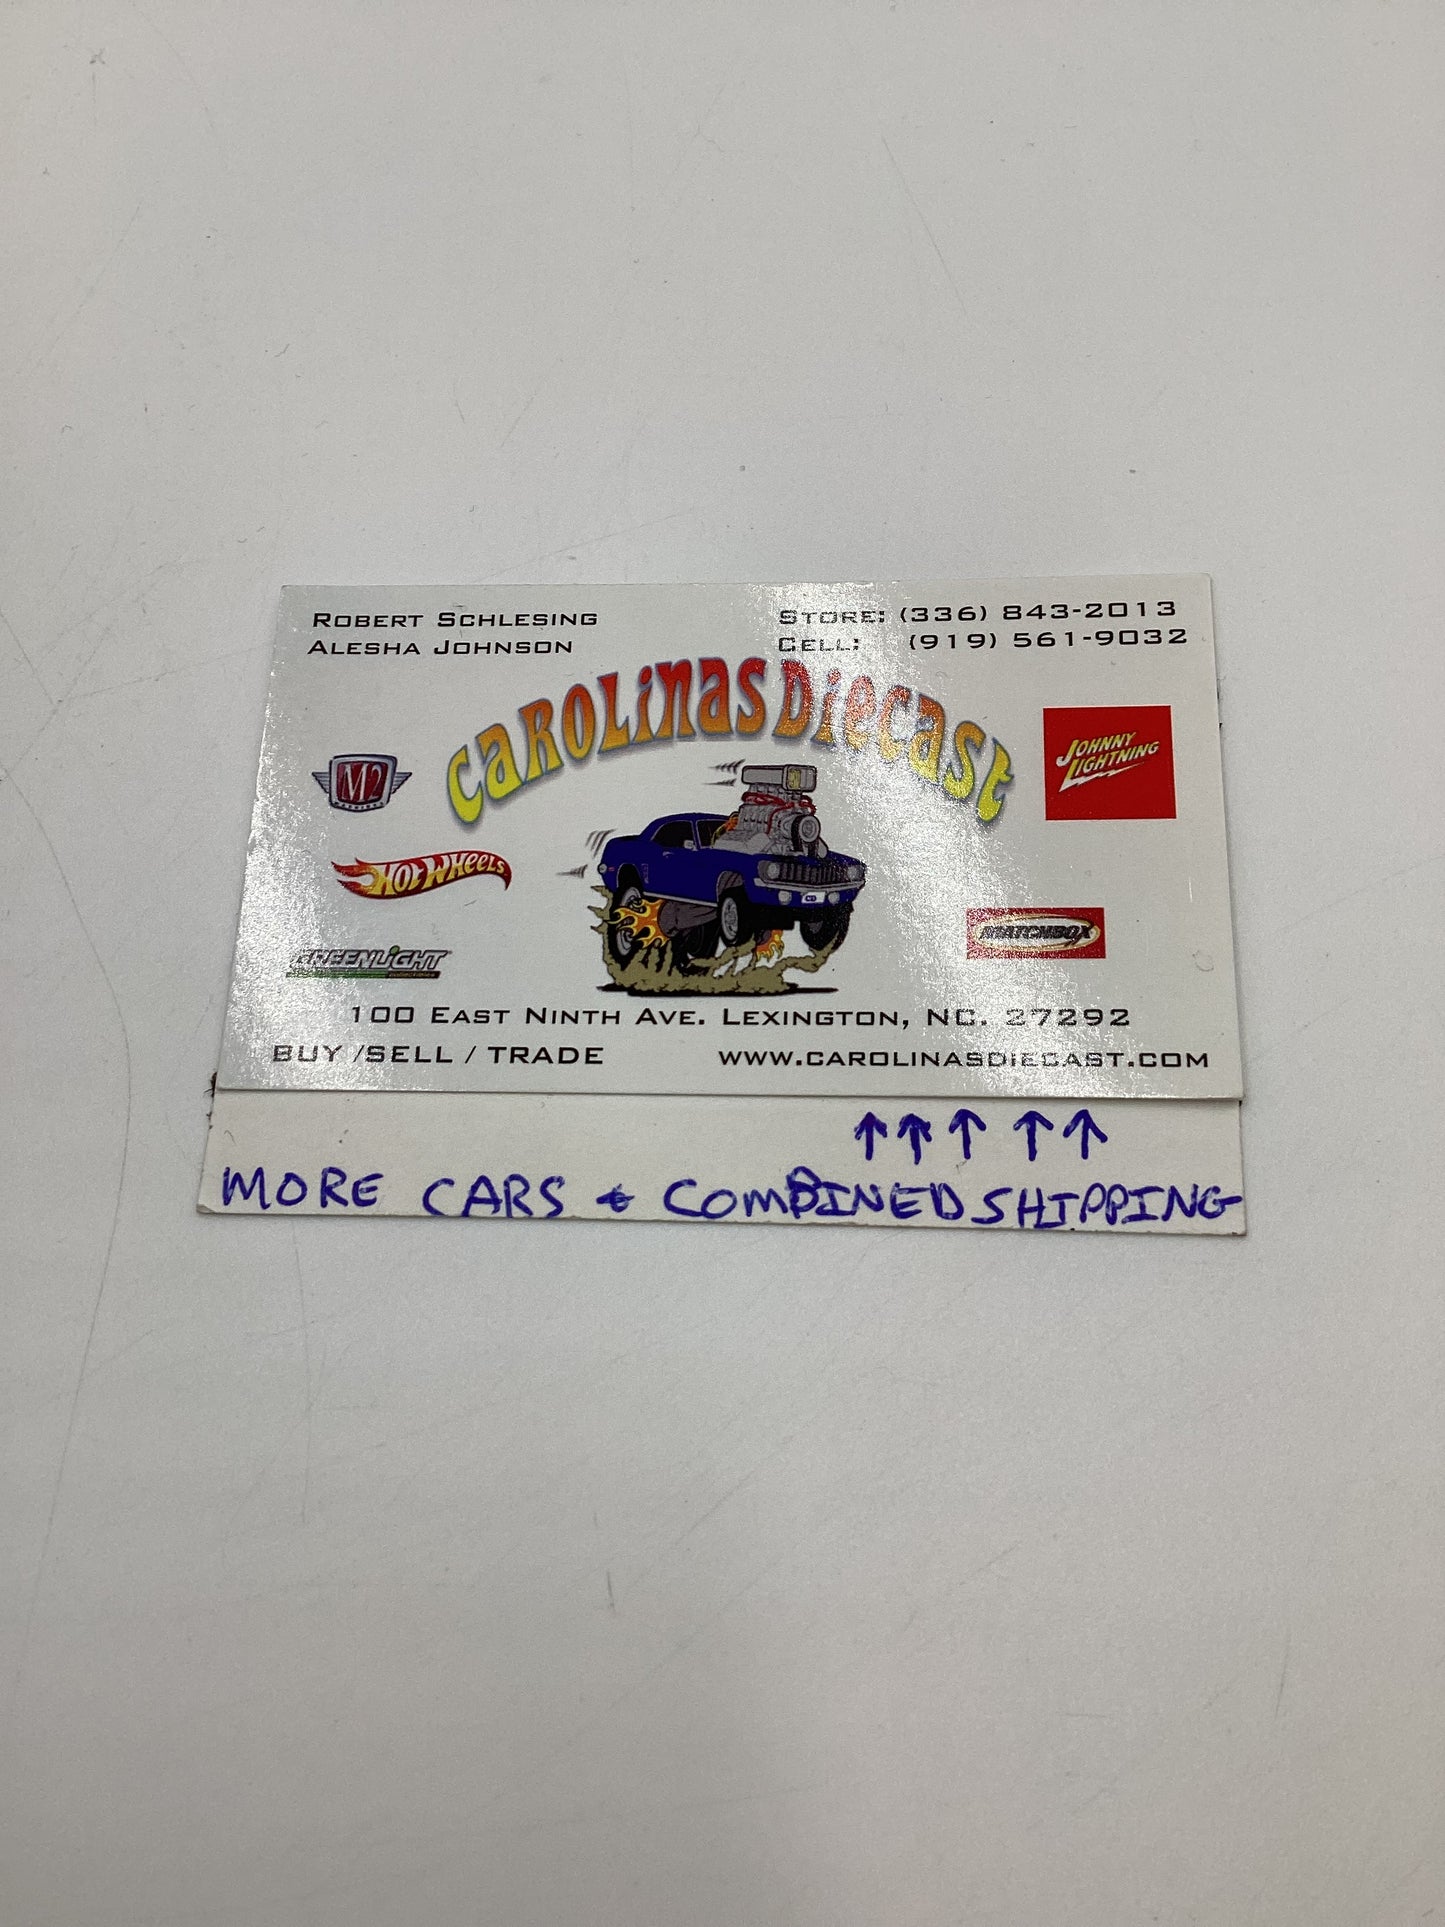 ROBERT SCHLESING
ALESHA JOHNSON
STORE: (336) 843-2013
CELL: (919) 561-9032
CAROLINAS DIECAST
M2
MACHINES
JOHNNY
LIGHTNING
HOT WHEELS
MATCHBOX
GREENLIGHT
CD
100 EAST NINTH AVE. LEXINGTON, NC. 27292
BUY /SELL / TRADE
WWW.CAROLINASDIECAST.COM
↑↑↑ ↑↑
MORE CARS & COMBINED SHIPPING